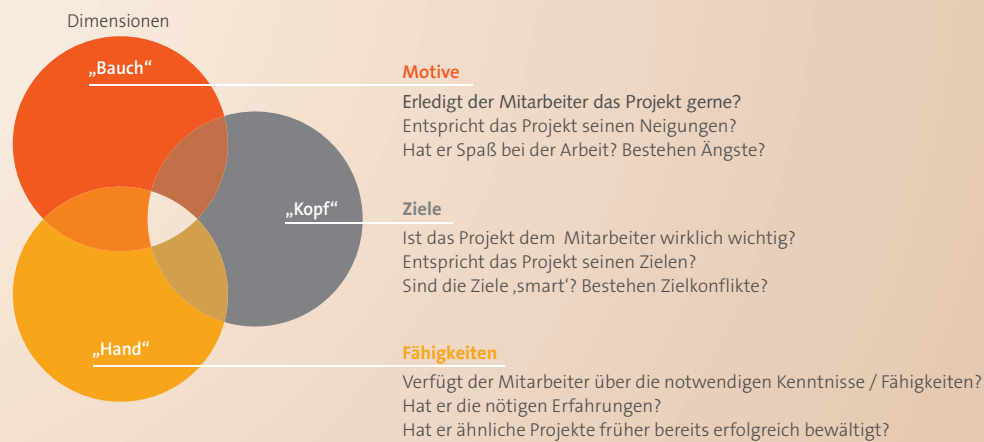 Dimensionen
„Bauch“
Motive
Erledigt der Mitarbeiter das Projekt gerne?
Entspricht das Projekt seinen Neigungen?
Hat er Spaß bei der Arbeit? Bestehen Ängste?
„Kopf“
Ziele
Ist das Projekt dem Mitarbeiter wirklich wichtig?
Entspricht das Projekt seinen Zielen?
Sind die Ziele ‚smart‘? Bestehen Zielkonflikte?
„Hand“
Fähigkeiten
Verfügt der Mitarbeiter über die notwendigen Kenntnisse / Fähigkeiten?
Hat er die nötigen Erfahrungen?
Hat er ähnliche Projekte früher bereits erfolgreich bewältigt?